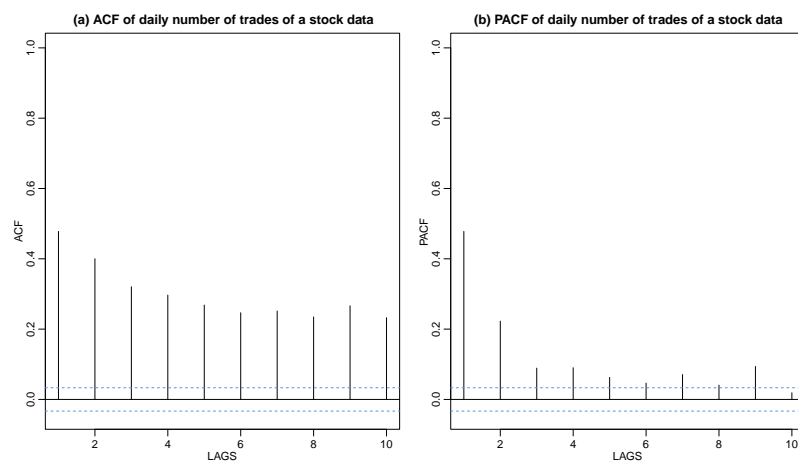 (a) ACF of daily number of trades of a stock data
ACF
0.0 0.2 0.4 0.6 0.8 1.0
2 4 6 8 10
LAGS
(b) PACF of daily number of trades of a stock data
PACF
0.0 0.2 0.4 0.6 0.8 1.0
2 4 6 8 10
LAGS